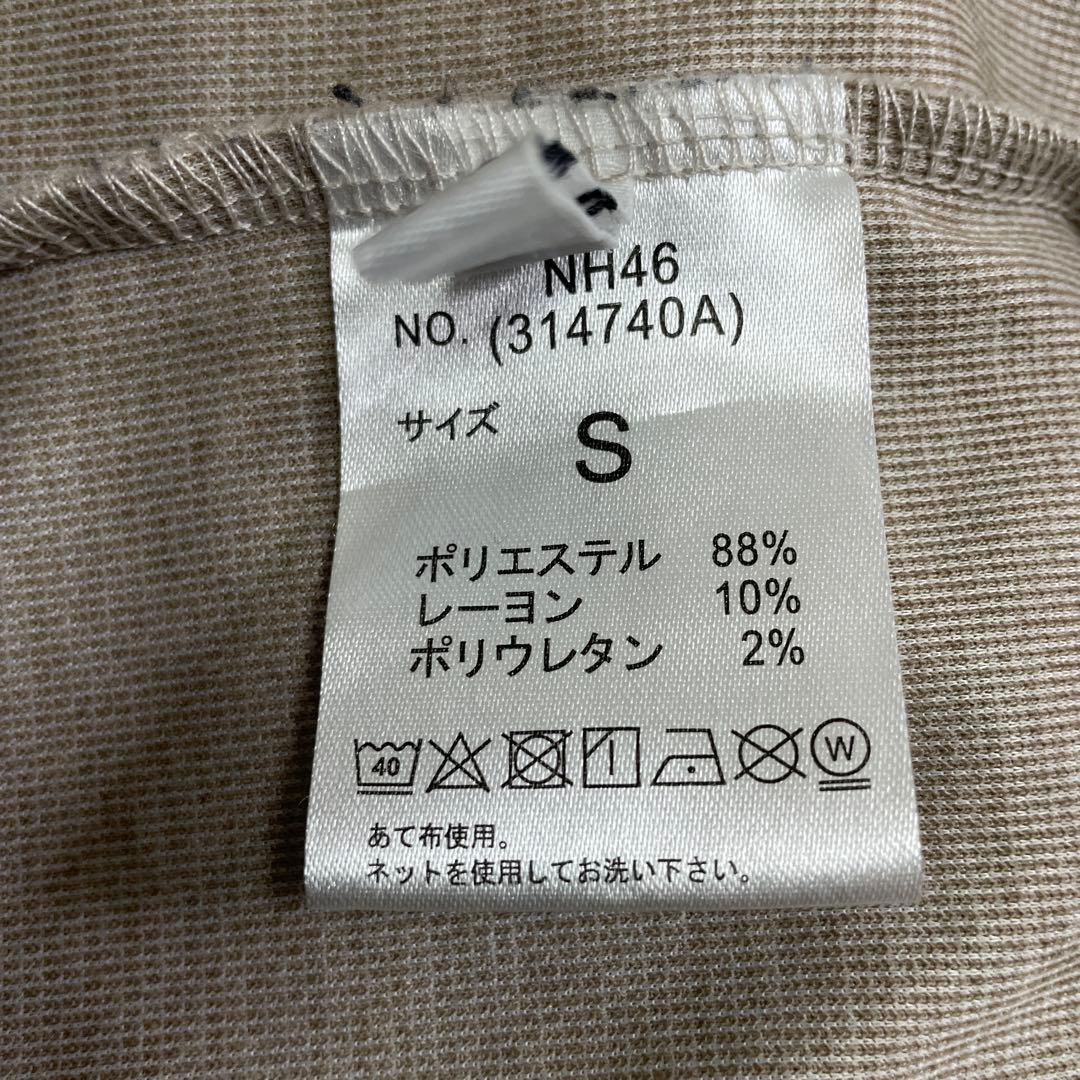 NH46
NO. (314740A)
サイズ S
ポリエステル 88%
レーヨン 10%
ポリウレタン 2%
40 W
あて布使用。
ネットを使用してお洗い下さい。